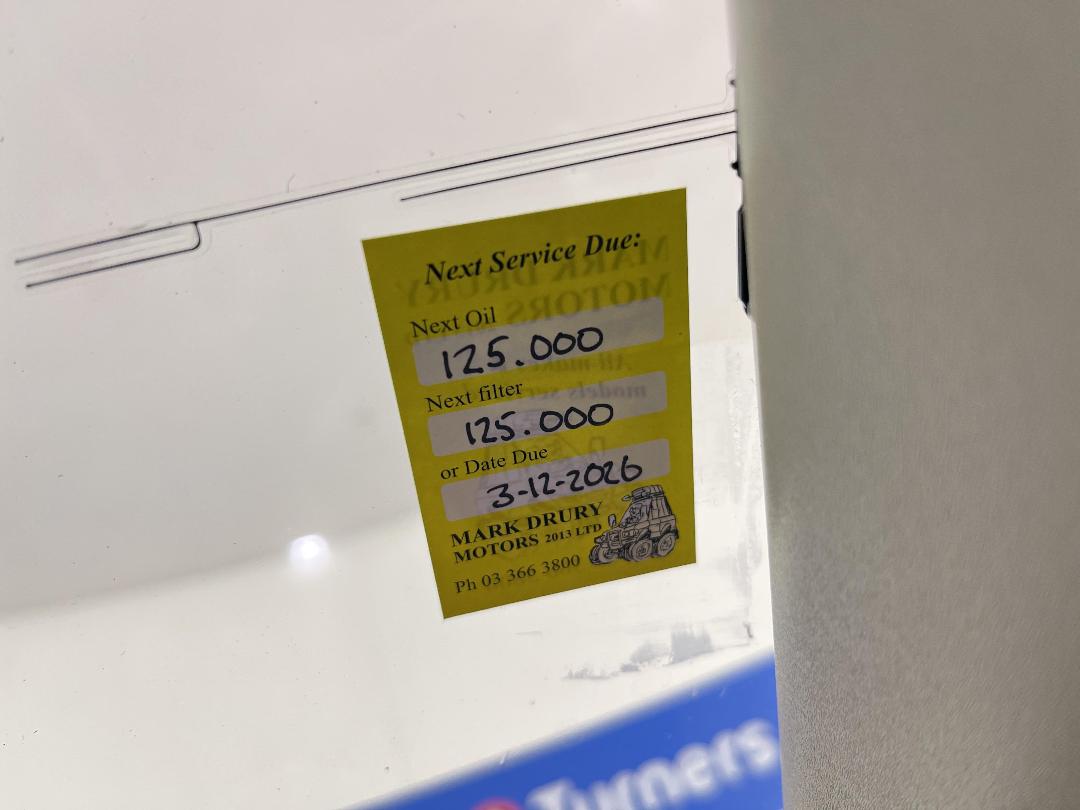 Next Service Due:
Next Oil
125.000
Next filter
125.000
or Date Due
3-12-2026
MARK DRURY
MOTORS 2013 LTD
Ph 03 366 3800
Turners